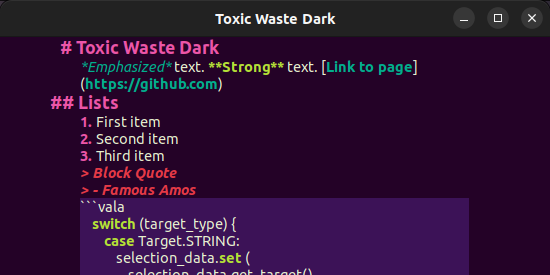 Toxic Waste Dark
# Toxic Waste Dark
*Emphasized* text. **Strong** text. [Link to page]
(https://github.com)
## Lists
1. First item
2. Second item
3. Third item
> Block Quote
> - Famous Amos
```vala
switch (target_type) {
case Target.STRING:
selection_data.set (
selection_data.get_target()